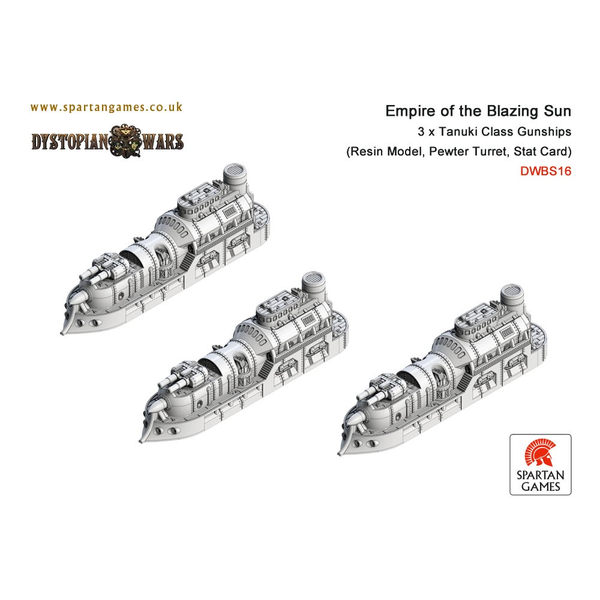 www.spartangames.co.uk
DYSTOPIAN WARS
Empire of the Blazing Sun
3 x Tanuki Class Gunships
(Resin Model, Pewter Turret, Stat Card)
DWBS16
SPARTAN
GAMES